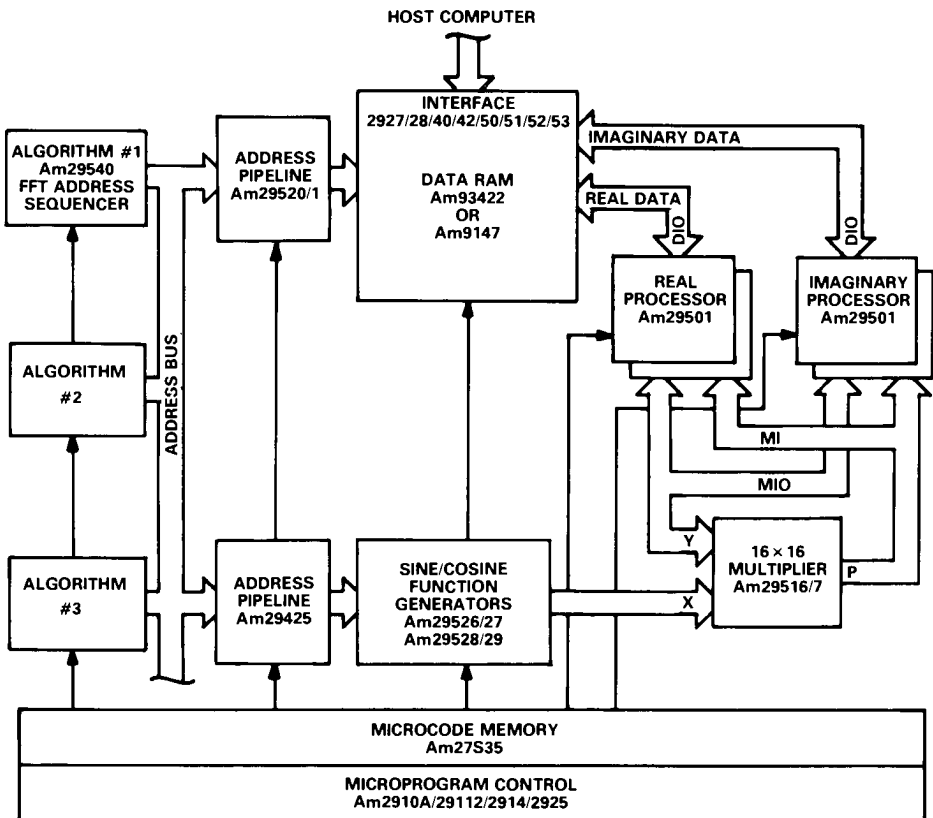 HOST COMPUTER
INTERFACE
2927/28/40/42/50/51/52/53
DATA RAM
Am93422
OR
Am9147
ALGORITHM #1
Am29540
FFT ADDRESS
SEQUENCER
ADDRESS
PIPELINE
Am29520/1
IMAGINARY DATA
REAL DATA
DIO
DIO
REAL
PROCESSOR
Am29501
IMAGINARY
PROCESSOR
Am29501
ALGORITHM
#2
ADDRESS BUS
MI
MIO
ALGORITHM
#3
ADDRESS
PIPELINE
Am29425
SINE/COSINE
FUNCTION
GENERATORS
Am29526/27
Am29528/29
Y
X
16 × 16
MULTIPLIER
Am29516/7
P
MICROCODE MEMORY
Am27S35
MICROPROGRAM CONTROL
Am2910A/29112/2914/2925